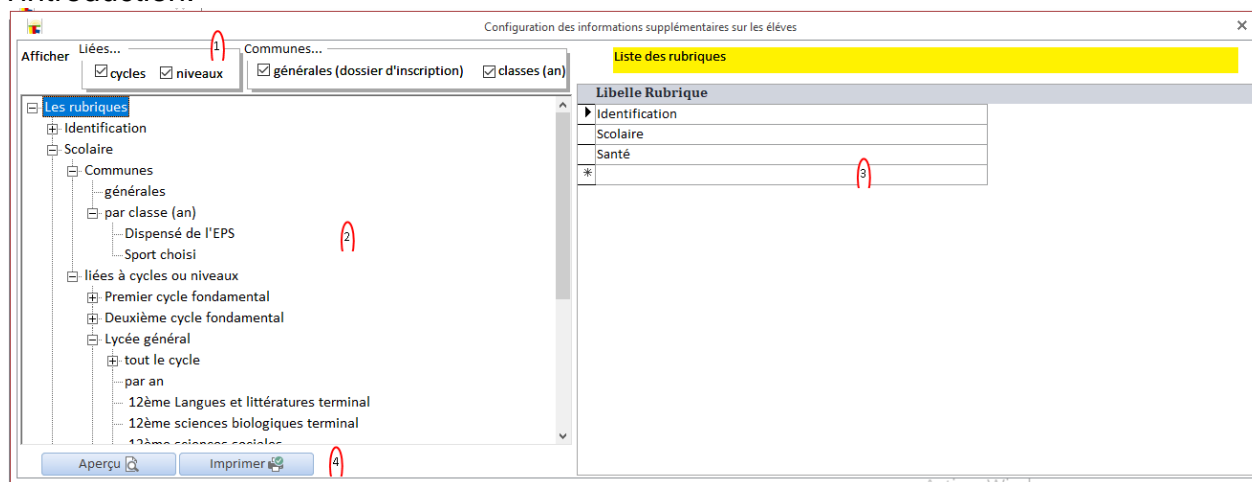 Configuration des informations supplémentaires sur les éléves
Afficher
Liées...
1
cycles
niveaux
Communes...
générales (dossier d'inscription)
classes (an)
Les rubriques
Identification
Scolaire
Communes
générales
par classe (an)
Dispensé de l'EPS
Sport choisi
2
liées à cycles ou niveaux
Premier cycle fondamental
Deuxième cycle fondamental
Lycée général
tout le cycle
par an
12ème Langues et littératures terminal
12ème sciences biologiques terminal
12ème sciences sociales
Aperçu
Imprimer
4
Liste des rubriques
Libelle Rubrique
Identification
Scolaire
Santé
3